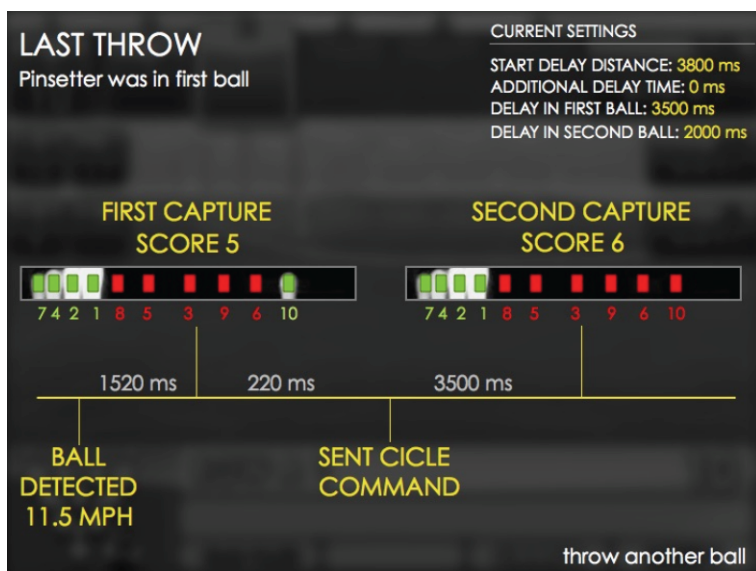 LAST THROW
Pinsetter was in first ball
CURRENT SETTINGS
START DELAY DISTANCE: 3800 ms
ADDITIONAL DELAY TIME: 0 ms
DELAY IN FIRST BALL: 3500 ms
DELAY IN SECOND BALL: 2000 ms
FIRST CAPTURE
SCORE 5
7 4 2 1 8 5 3 9 6 10
SECOND CAPTURE
SCORE 6
7 4 2 1 8 5 3 9 6 10
1520 ms 220 ms 3500 ms
BALL
DETECTED
11.5 MPH
SENT CICLE
COMMAND
throw another ball